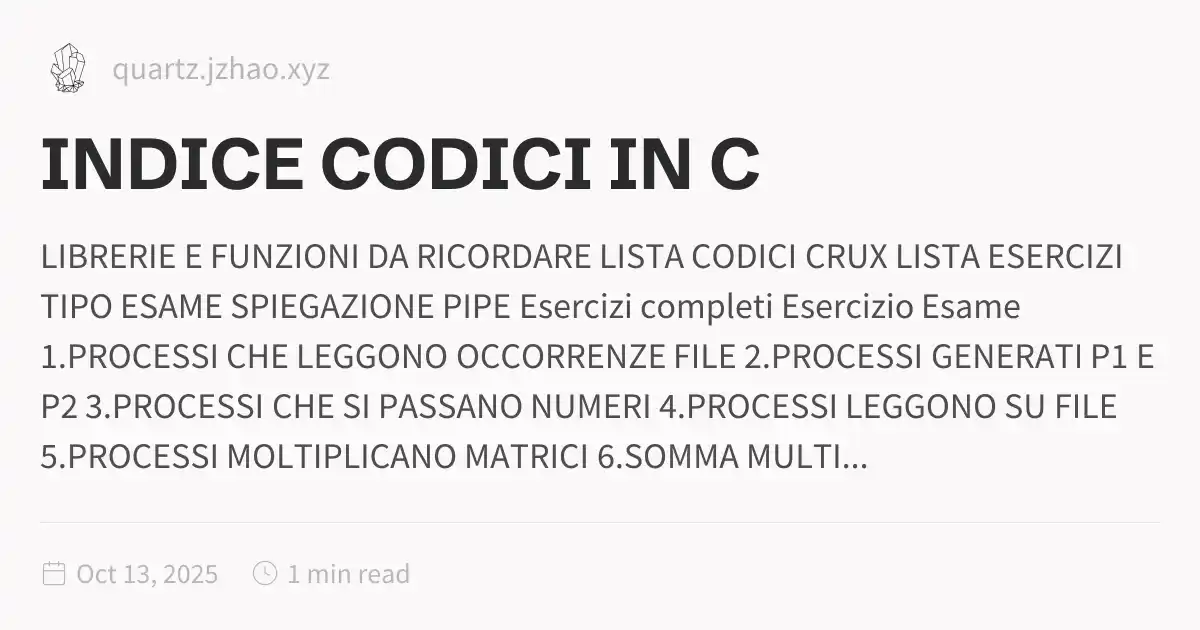 quartz.jzhao.xyz
INDICE CODICI IN C
LIBRERIE E FUNZIONI DA RICORDARE LISTA CODICI CRUX LISTA ESERCIZI
TIPO ESAME SPIEGAZIONE PIPE Esercizi completi Esercizio Esame
1.PROCESSI CHE LEGGONO OCCORRENZE FILE 2.PROCESSI GENERATI P1 E
P2 3.PROCESSI CHE SI PASSANO NUMERI 4.PROCESSI LEGGONO SU FILE
5.PROCESSI MOLTIPLICANO MATRICI 6.SOMMA MULTI...
Oct 13, 2025 1 min read